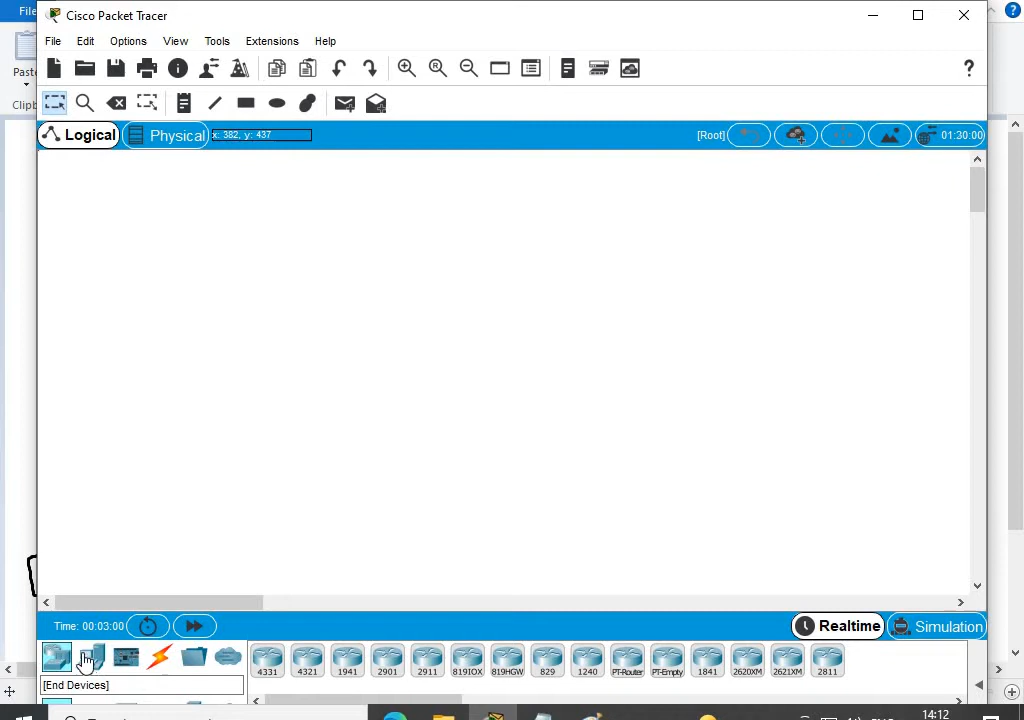 File
Cisco Packet Tracer
Paste
Clipb
File Edit Options View Tools Extensions Help
Logical Physical x: 382, y: 437 [Root] 01:30:00
Time: 00:03:00 Realtime Simulation
4331 4321 1941 2901 2911 819IOX 819HGW 829 1240 PT-Router PT-Empty 1841 2620XM 2621XM 2811
[End Devices]
14:12